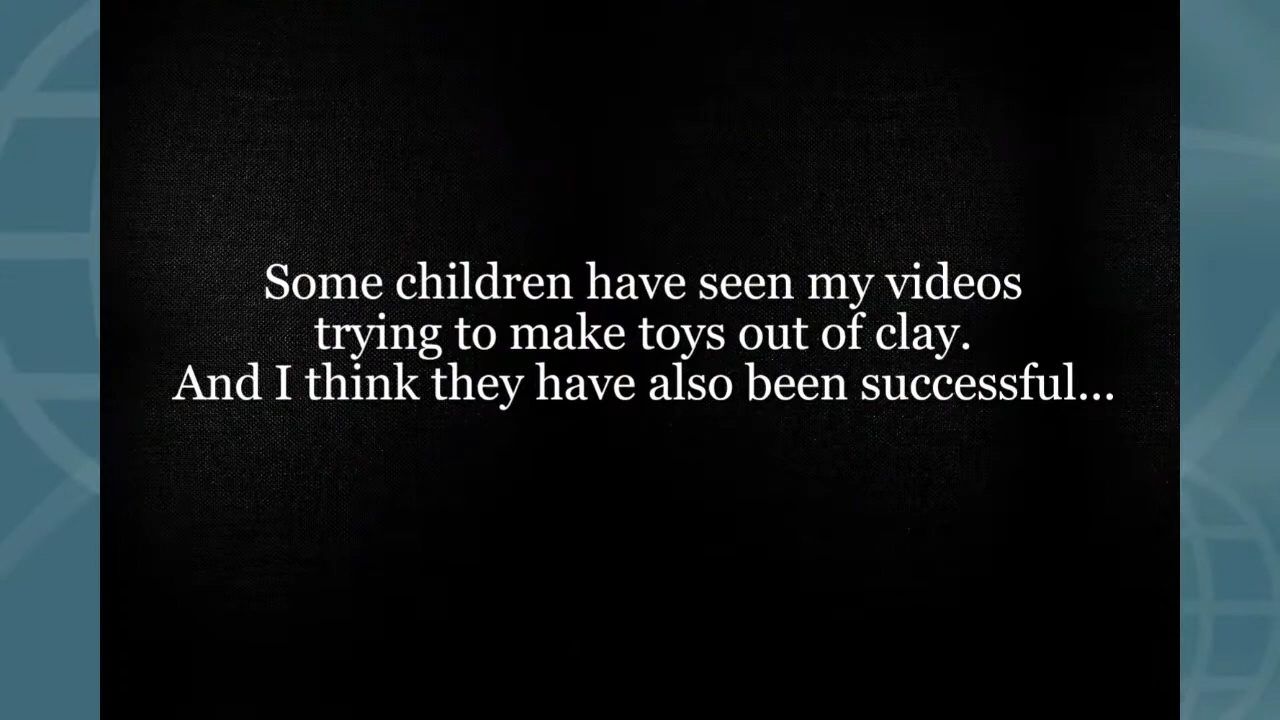 Some children have seen my videos
trying to make toys out of clay.
And I think they have also been successful...